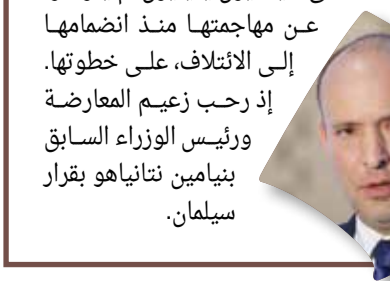 عن مهاجمتها منذ انضمامها
إلى الائتلاف، على خطوتها.
إذ رحب زعيم المعارضة
ورئيس الوزراء السابق
بنيامين نتانياهو بقرار
سيلمان.